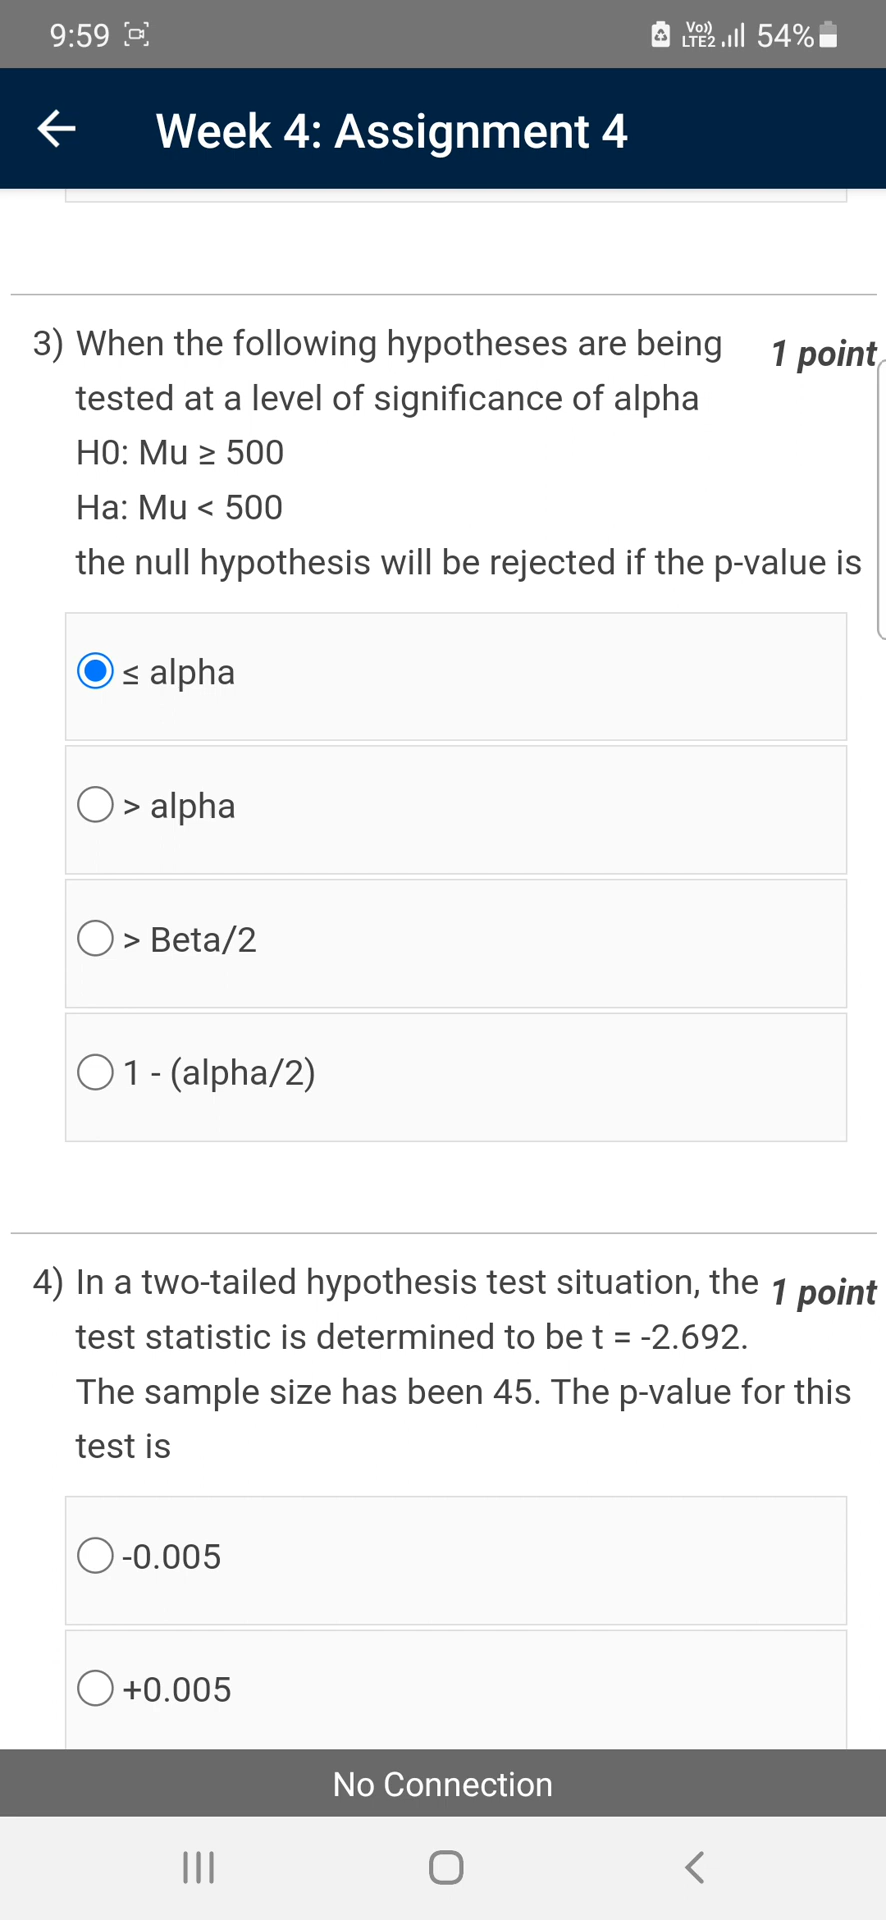 9:59
Vo))
LTE2
54%
Week 4: Assignment 4
3) When the following hypotheses are being
1 point
tested at a level of significance of alpha
H0: Mu ≥ 500
Ha: Mu < 500
the null hypothesis will be rejected if the p-value is
≤ alpha
> alpha
> Beta/2
1 - (alpha/2)
4) In a two-tailed hypothesis test situation, the
1 point
test statistic is determined to be t = -2.692.
The sample size has been 45. The p-value for this
test is
-0.005
+0.005
No Connection